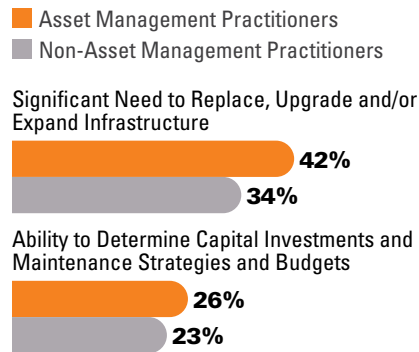 Asset Management Practitioners
Non-Asset Management Practitioners
Significant Need to Replace, Upgrade and/or
Expand Infrastructure
42%
34%
Ability to Determine Capital Investments and
Maintenance Strategies and Budgets
26%
23%